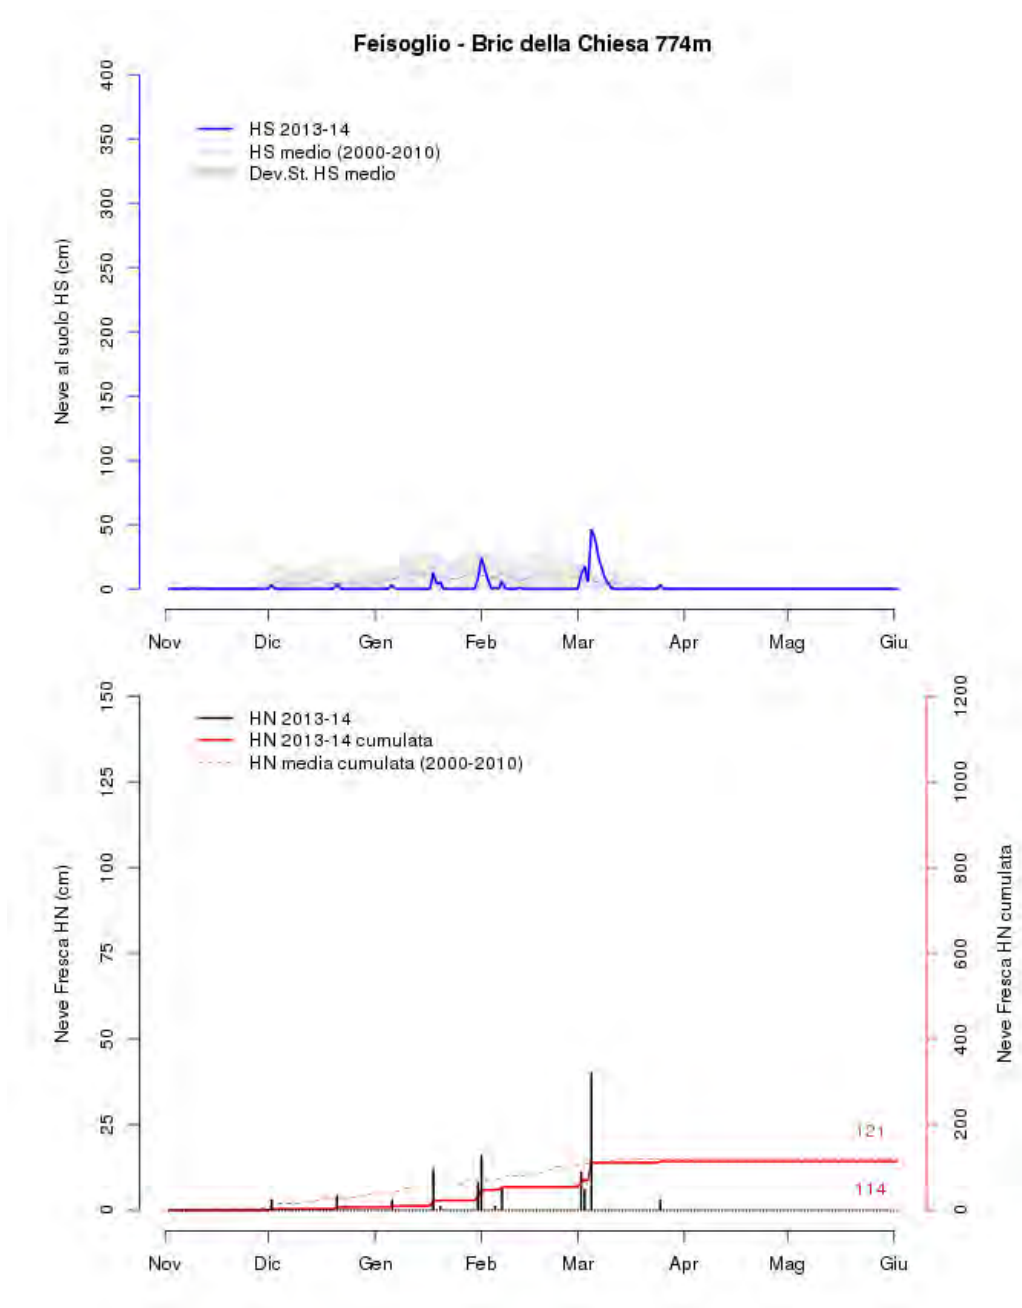 Feisoglio - Bric della Chiesa 774m
400
350
300
250
200
150
100
50
0
Neve al suolo HS (cm)
HS 2013-14
HS medio (2000-2010)
Dev.St. HS medio
Nov Dic Gen Feb Mar Apr Mag Giu
150
125
100
75
50
25
0
Neve Fresca HN (cm)
HN 2013-14
HN 2013-14 cumulata
HN media cumulata (2000-2010)
121
114
1200
1000
800
600
400
200
0
Neve Fresca HN cumulata
Nov Dic Gen Feb Mar Apr Mag Giu